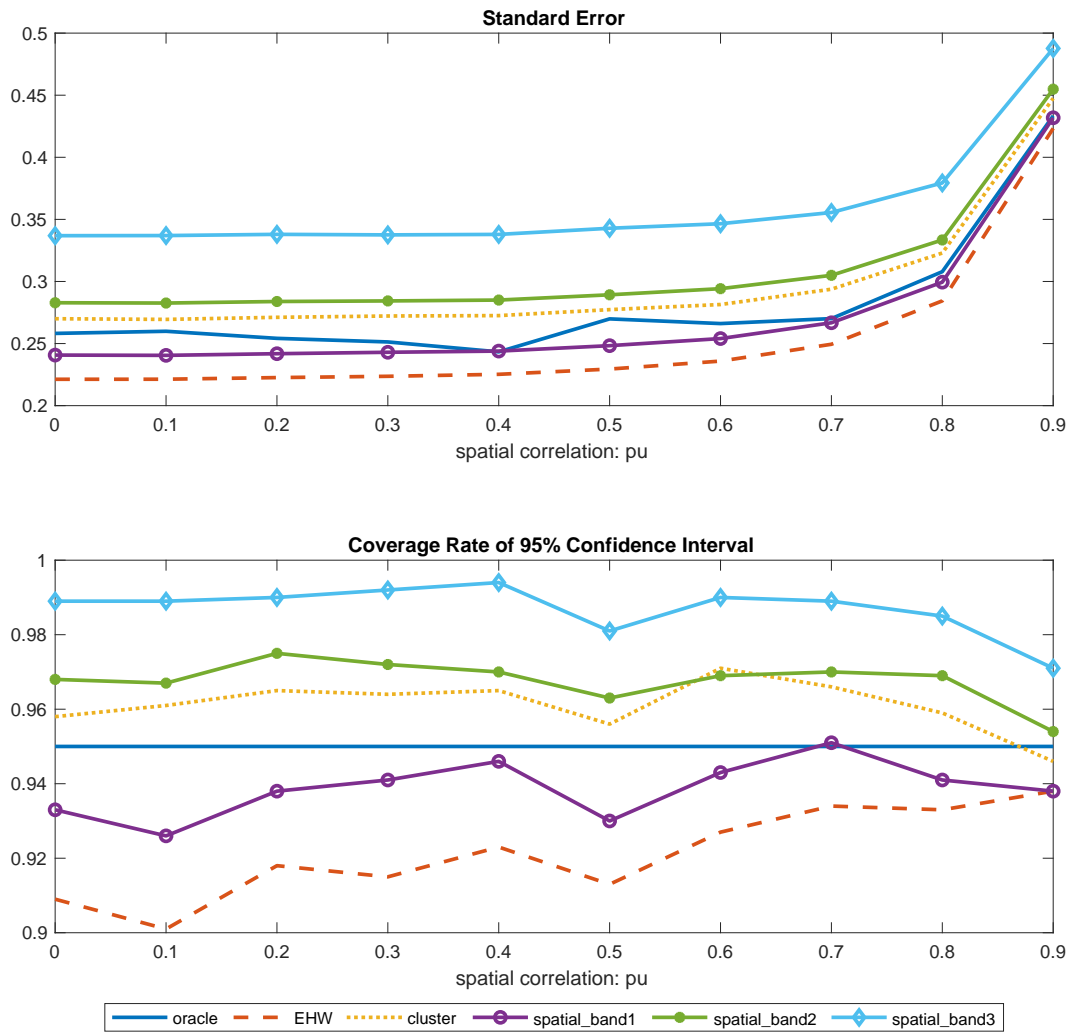 Standard Error
0.5
0.45
0.4
0.35
0.3
0.25
0.2
0 0.1 0.2 0.3 0.4 0.5 0.6 0.7 0.8 0.9
spatial correlation: pu
Coverage Rate of 95% Confidence Interval
1
0.98
0.96
0.94
0.92
0.9
0 0.1 0.2 0.3 0.4 0.5 0.6 0.7 0.8 0.9
spatial correlation: pu
oracle EHW cluster spatial_band1 spatial_band2 spatial_band3